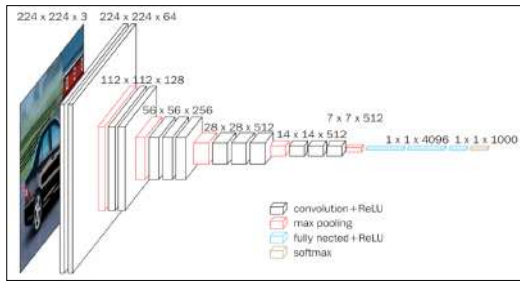 224 x 224 x 3 224 x 224 x 64
112 x 112 x 128
56 x 56 x 256
7 x 7 x 512
28 x 28 x 512 14 x 14 x 512
1 x 1 x 4096 1 x 1 x 1000
convolution+ReLU
max pooling
fully nected+ReLU
softmax